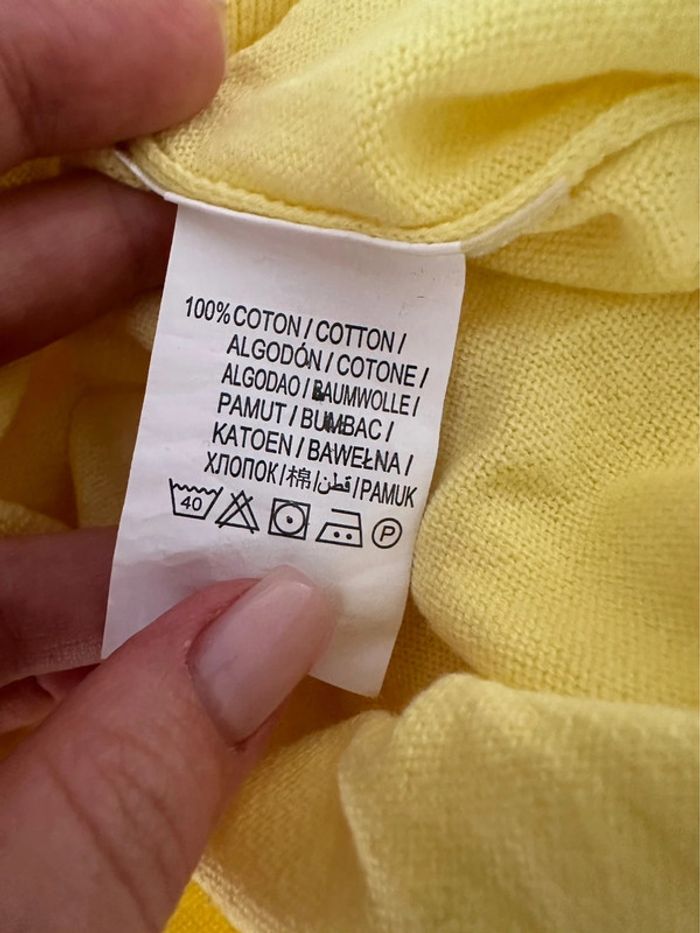 100% COTON / COTTON /
ALGODÓN / COTONE /
ALGODAO / BAUMWOLLE /
PAMUT / BUMBAC /
KATOEN / BAWEŁNA /
ХЛОПОК / 棉 / قطن / PAMUK
40 P